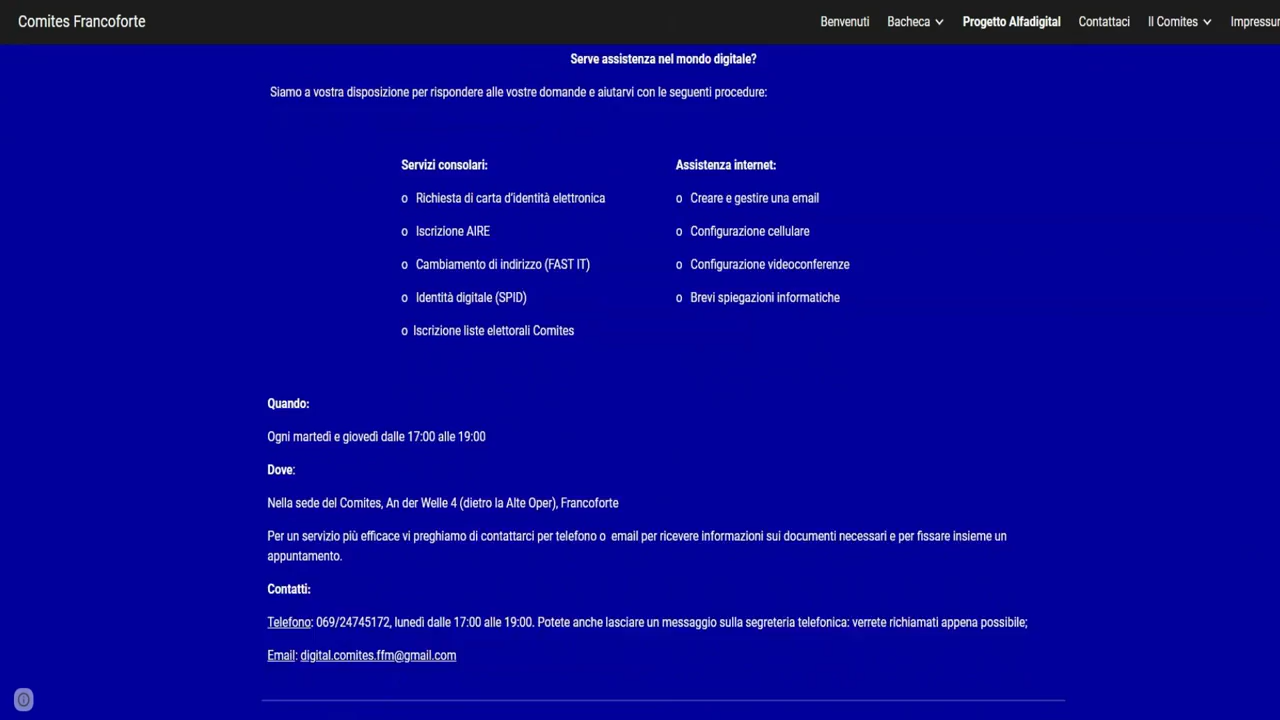 Comites Francoforte
Benvenuti
Bacheca
Progetto Alfadigital
Contattaci
Il Comites
Serve assistenza nel mondo digitale?
Siamo a vostra disposizione per rispondere alle vostre domande e aiutarvi con le seguenti procedure:
Servizi consolari:
o Richiesta di carta d'identità elettronica
o Iscrizione AIRE
o Cambiamento di indirizzo (FAST IT)
o Identità digitale (SPID)
o Iscrizione liste elettorali Comites
Assistenza internet:
o Creare e gestire una email
o Configurazione cellulare
o Configurazione videoconferenze
o Brevi spiegazioni informatiche
Quando:
Ogni martedì e giovedì dalle 17:00 alle 19:00
Dove:
Nella sede del Comites, An der Welle 4 (dietro la Alte Oper), Francoforte
Per un servizio più efficace vi preghiamo di contattarci per telefono o email per ricevere informazioni sui documenti necessari e per fissare insieme un
appuntamento.
Contatti:
Telefono: 069/24745172, lunedì dalle 17:00 alle 19:00. Potete anche lasciare un messaggio sulla segreteria telefonica: verrete richiamati appena possibile;
Email: digital.comites.ffm@gmail.com